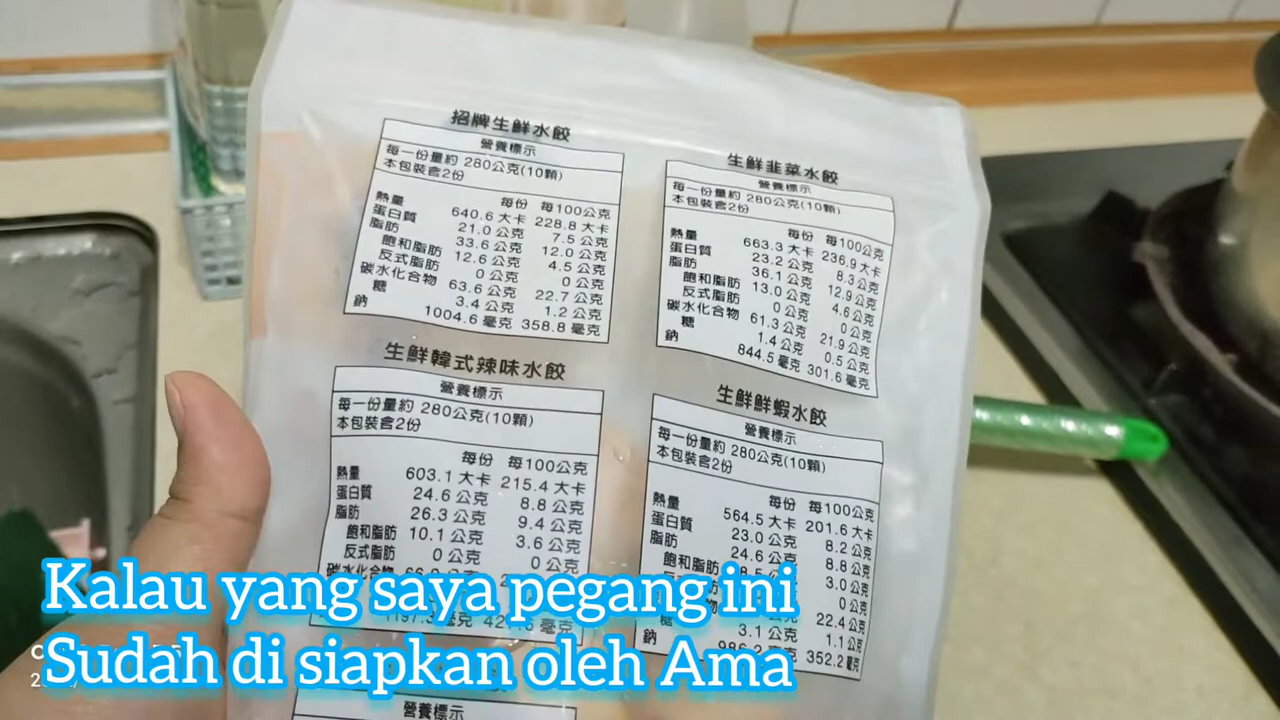 招牌生鮮水餃
營養標示
每一份量約 280公克(10顆)
本包裝含2份
每份 每100公克
熱量 640.6 大卡 228.8 大卡
蛋白質 21.0 公克 7.5 公克
脂肪 33.6 公克 12.0 公克
飽和脂肪 12.6 公克 4.5 公克
反式脂肪 0 公克 0 公克
碳水化合物 63.6 公克 22.7 公克
糖 3.4 公克 1.2 公克
鈉 1004.6 毫克 358.8 毫克
生鮮韭菜水餃
營養標示
每一份量約 280公克(10顆)
本包裝含2份
每份 每100公克
熱量 663.3 大卡 236.9 大卡
蛋白質 23.2 公克 8.3 公克
脂肪 36.1 公克 12.9 公克
飽和脂肪 13.0 公克 4.6 公克
反式脂肪 0 公克 0 公克
碳水化合物 61.3 公克 21.9 公克
糖 1.4 公克 0.5 公克
鈉 844.5 毫克 301.6 毫克
生鮮韓式辣味水餃
營養標示
每一份量約 280公克(10顆)
本包裝含2份
每份 每100公克
熱量 603.1 大卡 215.4 大卡
蛋白質 24.6 公克 8.8 公克
脂肪 26.3 公克 9.4 公克
飽和脂肪 10.1 公克 3.6 公克
反式脂肪 0 公克 0 公克
碳水化合物
毫克 毫克
生鮮鮮蝦水餃
營養標示
每一份量約 280公克(10顆)
本包裝含2份
每份 每100公克
熱量 564.5 大卡 201.6 大卡
蛋白質 23.0 公克 8.2 公克
脂肪 24.6 公克 8.8 公克
飽和脂肪 公克 3.0 公克
0 公克
22.4 公克
糖 3.1 公克 1.1 公克
鈉 986.2 毫克 352.2 毫克
營養標示
Kalau yang saya pegang ini
Sudah di siapkan oleh Ama